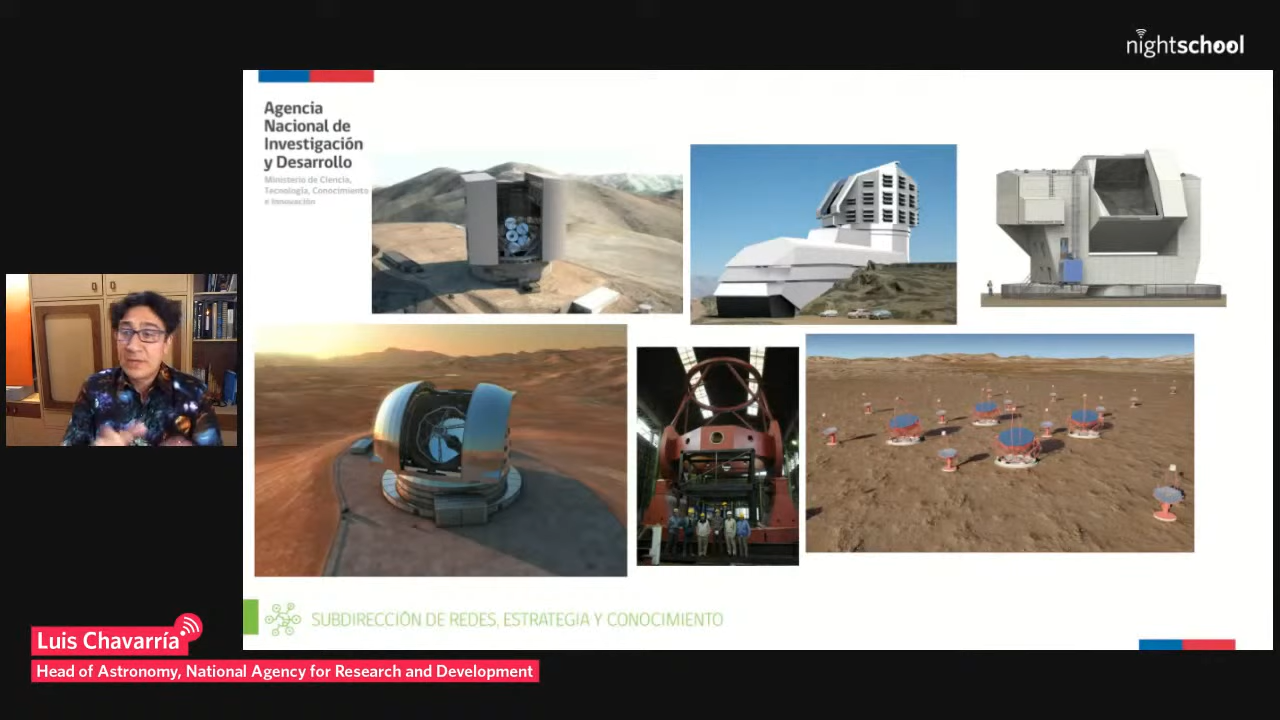 nightschool
Agencia
Nacional de
Investigación
y Desarrollo
Ministerio de Ciencia,
Tecnología, Conocimiento
e Innovación
SUBDIRECCIÓN DE REDES, ESTRATEGIA Y CONOCIMIENTO
Luis Chavarría
Head of Astronomy, National Agency for Research and Development